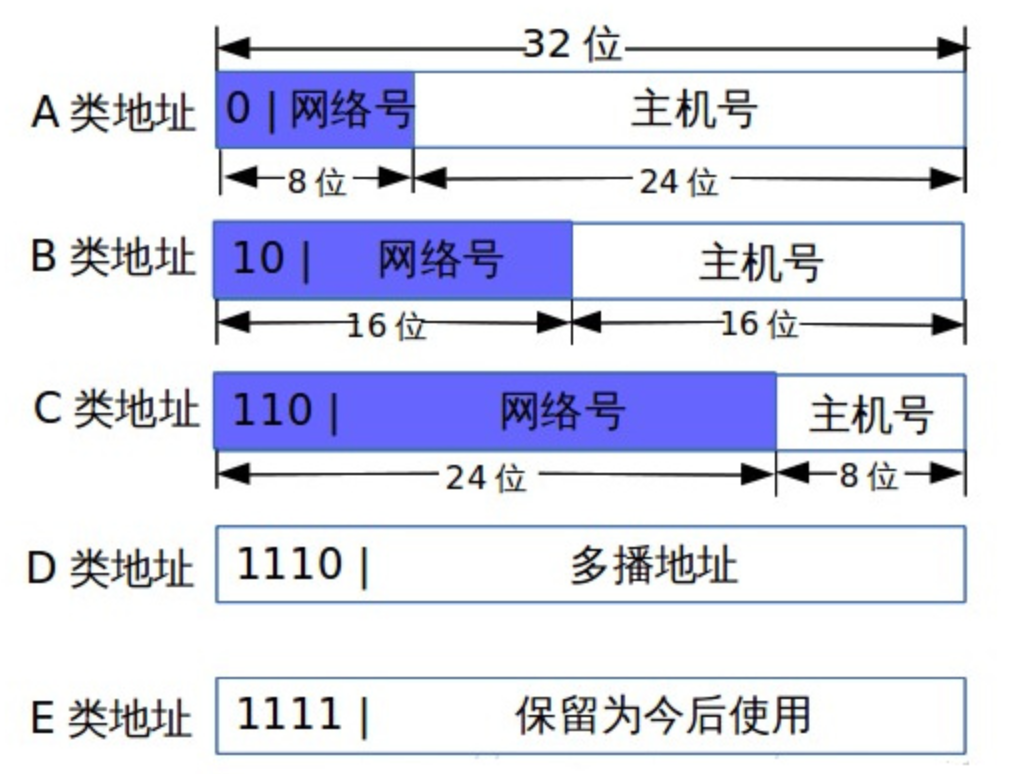 32 位
A 类地址 0 | 网络号 主机号
8 位 24 位
B 类地址 10 | 网络号 主机号
16 位 16 位
C 类地址 110 | 网络号 主机号
24 位 8 位
D 类地址 1110 | 多播地址
E 类地址 1111 | 保留为今后使用